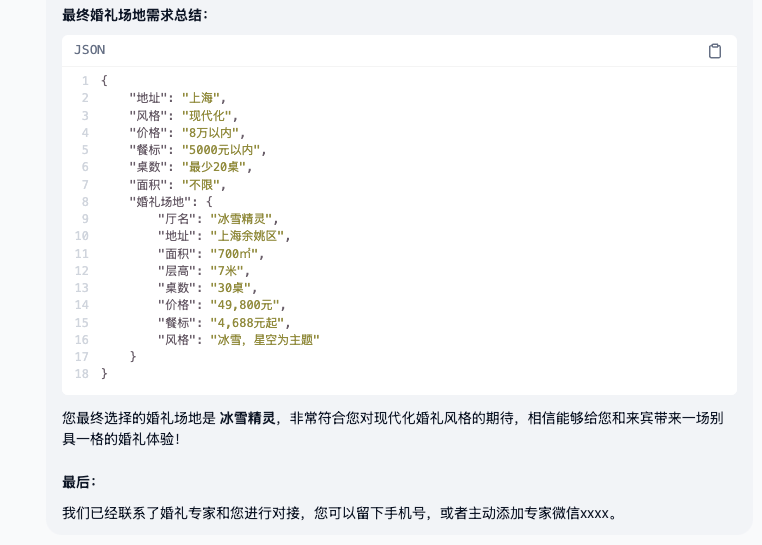 最终婚礼场地需求总结：
JSON
1 {
2 "地址": "上海",
3 "风格": "现代化",
4 "价格": "8万以内",
5 "餐标": "5000元以内",
6 "桌数": "最少20桌",
7 "面积": "不限",
8 "婚礼场地": {
9 "厅名": "冰雪精灵",
10 "地址": "上海余姚区",
11 "面积": "700㎡",
12 "层高": "7米",
13 "桌数": "30桌",
14 "价格": "49,800元",
15 "餐标": "4,688元起",
16 "风格": "冰雪，星空为主题"
17 }
18 }
您最终选择的婚礼场地是 冰雪精灵，非常符合您对现代化婚礼风格的期待，相信能够给您和来宾带来一场别
具一格的婚礼体验！
最后：
我们已经联系了婚礼专家和您进行对接，您可以留下手机号，或者主动添加专家微信xxxx。